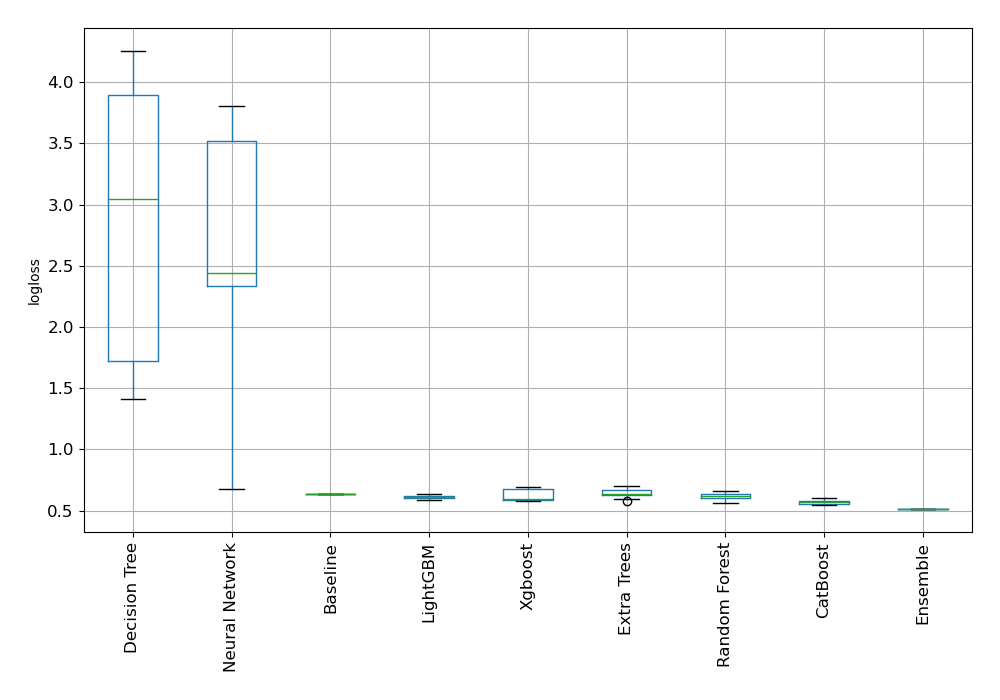 4.0
3.5
3.0
2.5
2.0
1.5
1.0
0.5
logloss
Decision Tree
Neural Network
Baseline
LightGBM
Xgboost
Extra Trees
Random Forest
CatBoost
Ensemble